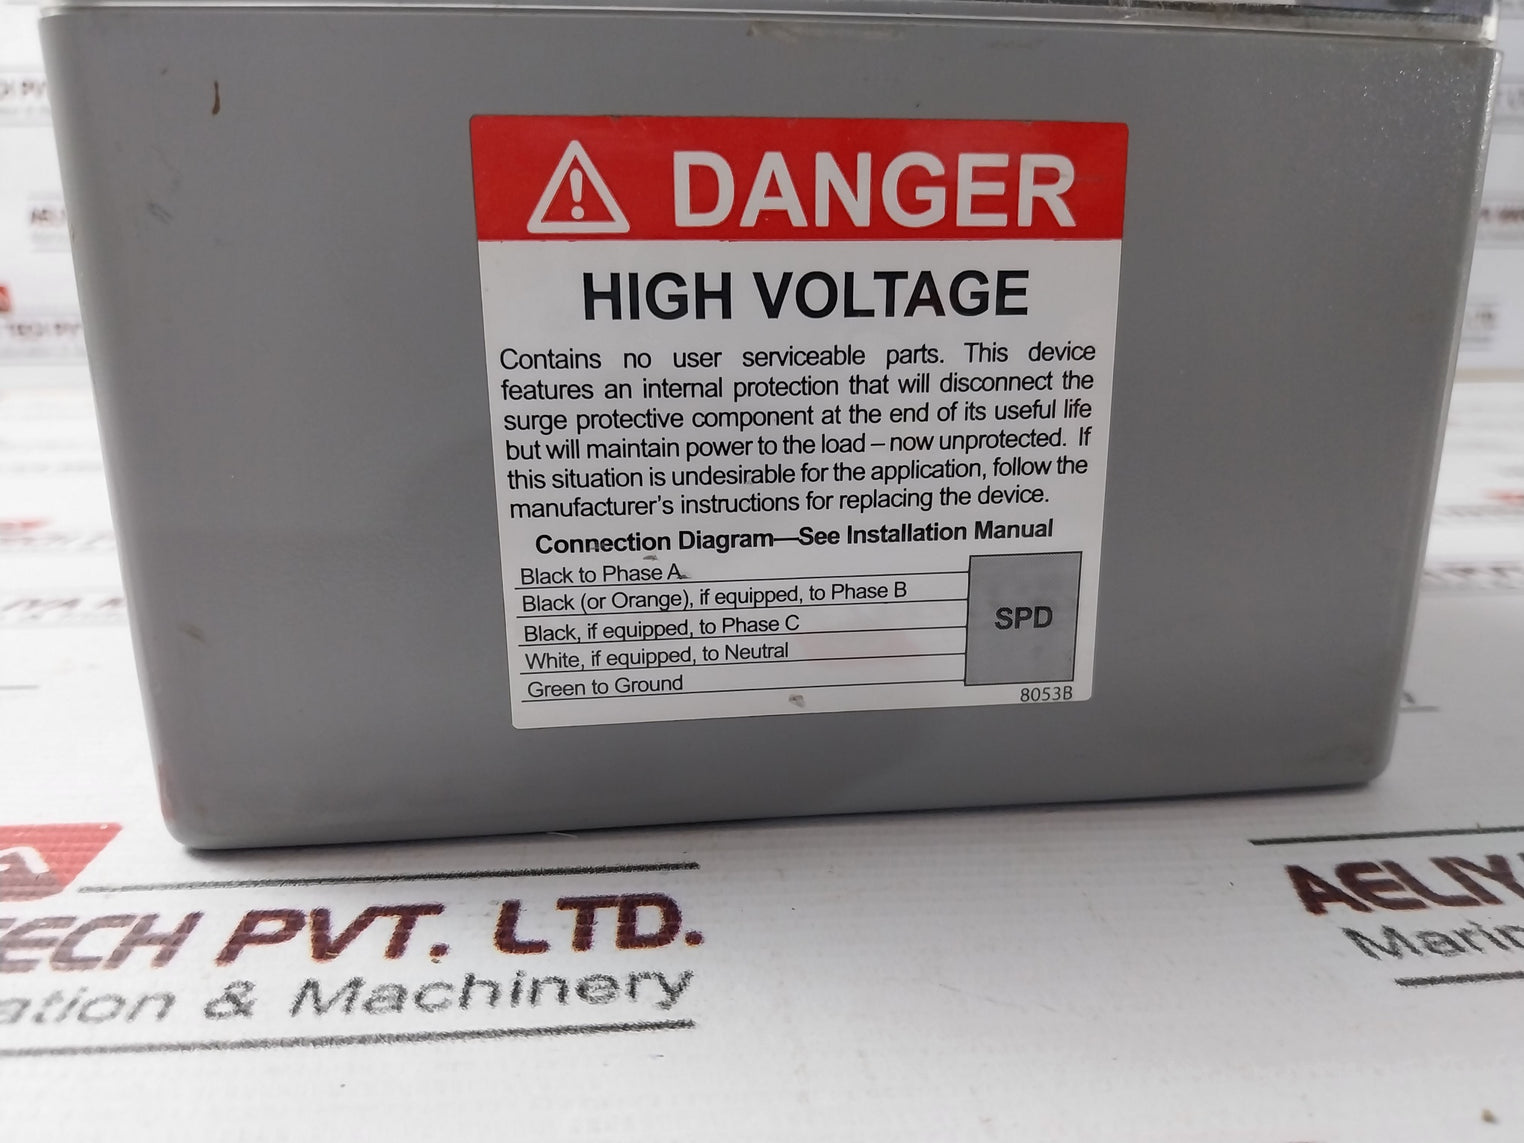 DANGER
HIGH VOLTAGE
Contains no user serviceable parts. This device
features an internal protection that will disconnect the
surge protective component at the end of its useful life
but will maintain power to the load – now unprotected. If
this situation is undesirable for the application, follow the
manufacturer's instructions for replacing the device.
Connection Diagram—See Installation Manual
Black to Phase A
Black (or Orange), if equipped, to Phase B
Black, if equipped, to Phase C
White, if equipped, to Neutral
Green to Ground
SPD
8053B
TECH PVT. LTD.
ation & Machinery
AELIYA
Marin